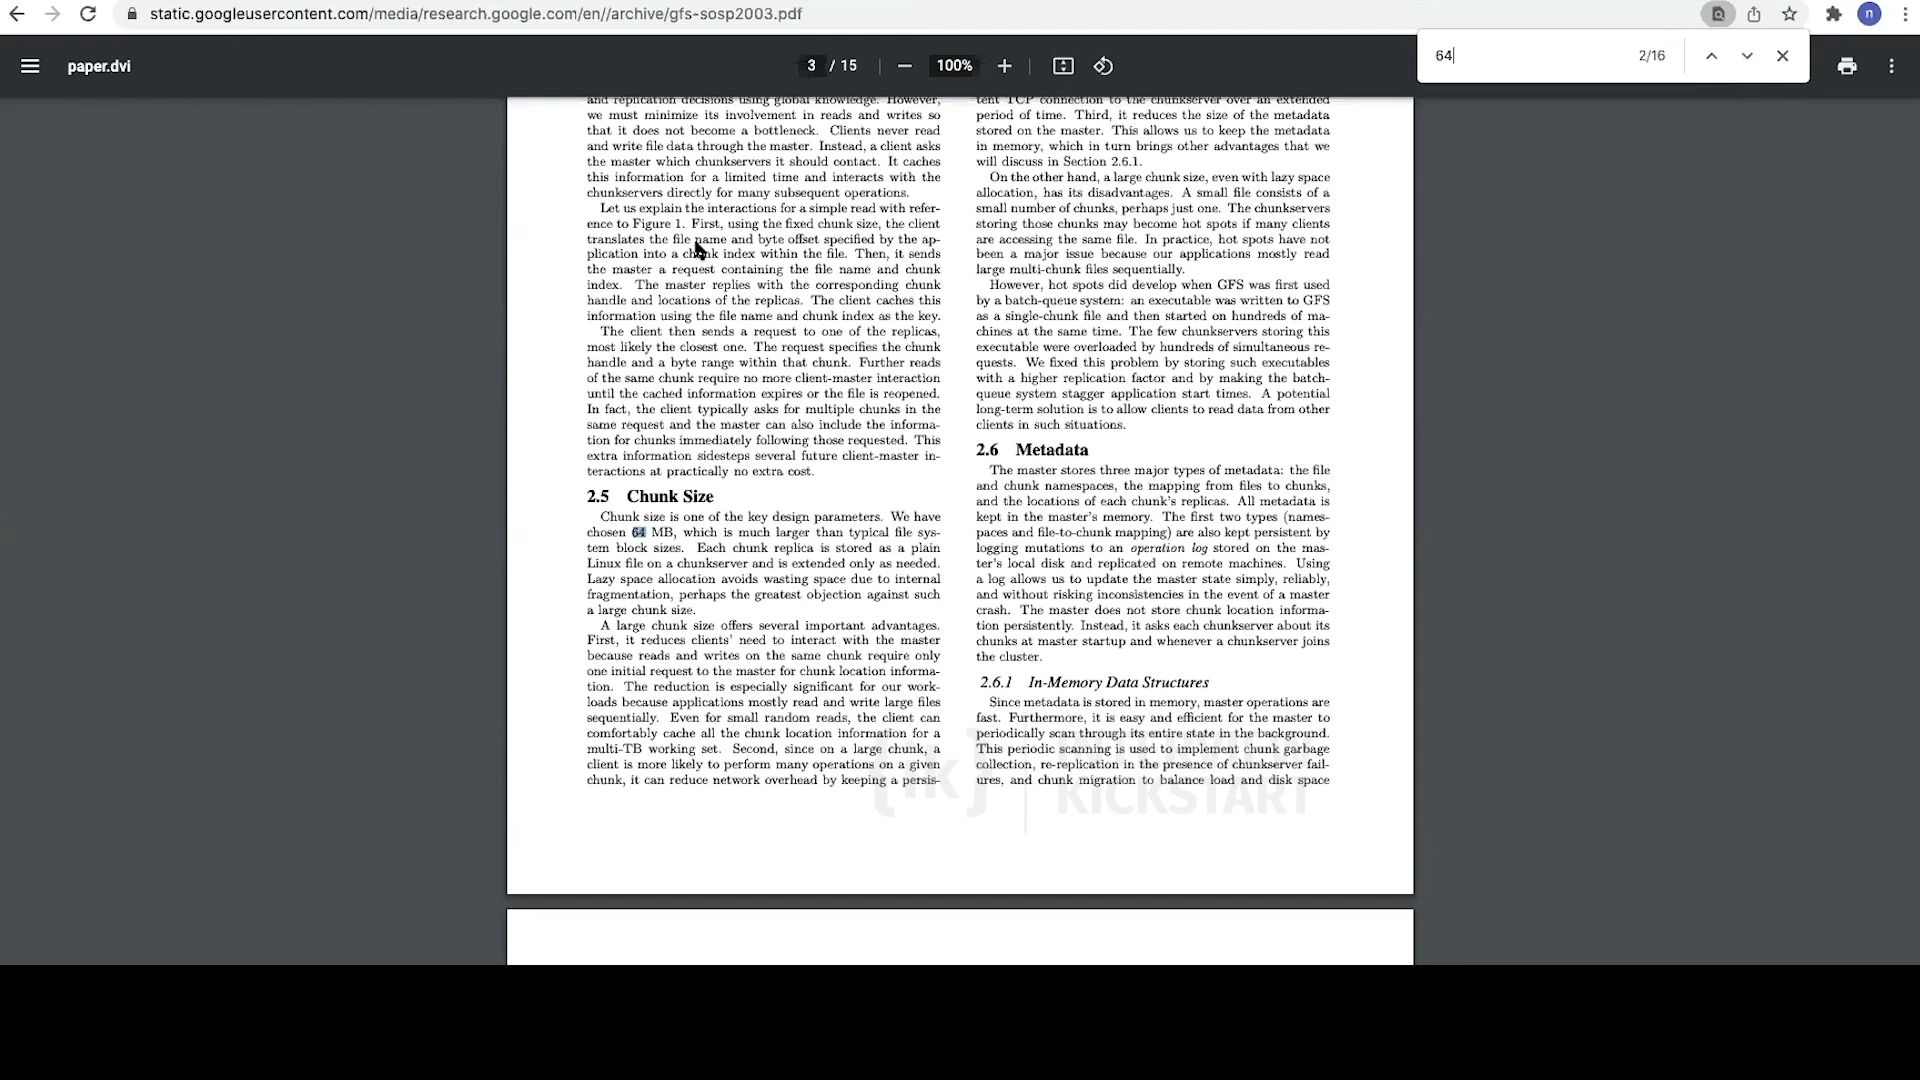 static.googleusercontent.com/media/research.google.com/en//archive/gfs-sosp2003.pdf
n
64
2/16
paper.dvi
3 / 15
100%
and replication decisions using global knowledge. However,
we must minimize its involvement in reads and writes so
that it does not become a bottleneck. Clients never read
and write file data through the master. Instead, a client asks
the master which chunkservers it should contact. It caches
this information for a limited time and interacts with the
chunkservers directly for many subsequent operations.
Let us explain the interactions for a simple read with refer-
ence to Figure 1. First, using the fixed chunk size, the client
translates the file name and byte offset specified by the ap-
plication into a chunk index within the file. Then, it sends
the master a request containing the file name and chunk
index. The master replies with the corresponding chunk
handle and locations of the replicas. The client caches this
information using the file name and chunk index as the key.
The client then sends a request to one of the replicas,
most likely the closest one. The request specifies the chunk
handle and a byte range within that chunk. Further reads
of the same chunk require no more client-master interaction
until the cached information expires or the file is reopened.
In fact, the client typically asks for multiple chunks in the
same request and the master can also include the informa-
tion for chunks immediately following those requested. This
extra information sidesteps several future client-master in-
teractions at practically no extra cost.
2.5 Chunk Size
Chunk size is one of the key design parameters. We have
chosen 64 MB, which is much larger than typical file sys-
tem block sizes. Each chunk replica is stored as a plain
Linux file on a chunkserver and is extended only as needed.
Lazy space allocation avoids wasting space due to internal
fragmentation, perhaps the greatest objection against such
a large chunk size.
A large chunk size offers several important advantages.
First, it reduces clients' need to interact with the master
because reads and writes on the same chunk require only
one initial request to the master for chunk location informa-
tion. The reduction is especially significant for our work-
loads because applications mostly read and write large files
sequentially. Even for small random reads, the client can
comfortably cache all the chunk location information for a
multi-TB working set. Second, since on a large chunk, a
client is more likely to perform many operations on a given
chunk, it can reduce network overhead by keeping a persis-
tent TCP connection to the chunkserver over an extended
period of time. Third, it reduces the size of the metadata
stored on the master. This allows us to keep the metadata
in memory, which in turn brings other advantages that we
will discuss in Section 2.6.1.
On the other hand, a large chunk size, even with lazy space
allocation, has its disadvantages. A small file consists of a
small number of chunks, perhaps just one. The chunkservers
storing those chunks may become hot spots if many clients
are accessing the same file. In practice, hot spots have not
been a major issue because our applications mostly read
large multi-chunk files sequentially.
However, hot spots did develop when GFS was first used
by a batch-queue system: an executable was written to GFS
as a single-chunk file and then started on hundreds of ma-
chines at the same time. The few chunkservers storing this
executable were overloaded by hundreds of simultaneous re-
quests. We fixed this problem by storing such executables
with a higher replication factor and by making the batch-
queue system stagger application start times. A potential
long-term solution is to allow clients to read data from other
clients in such situations.
2.6 Metadata
The master stores three major types of metadata: the file
and chunk namespaces, the mapping from files to chunks,
and the locations of each chunk's replicas. All metadata is
kept in the master's memory. The first two types (names-
paces and file-to-chunk mapping) are also kept persistent by
logging mutations to an operation log stored on the mas-
ter's local disk and replicated on remote machines. Using
a log allows us to update the master state simply, reliably,
and without risking inconsistencies in the event of a master
crash. The master does not store chunk location informa-
tion persistently. Instead, it asks each chunkserver about its
chunks at master startup and whenever a chunkserver joins
the cluster.
2.6.1 In-Memory Data Structures
Since metadata is stored in memory, master operations are
fast. Furthermore, it is easy and efficient for the master to
periodically scan through its entire state in the background.
This periodic scanning is used to implement chunk garbage
collection, re-replication in the presence of chunkserver fail-
ures, and chunk migration to balance load and disk space
KICKSTART